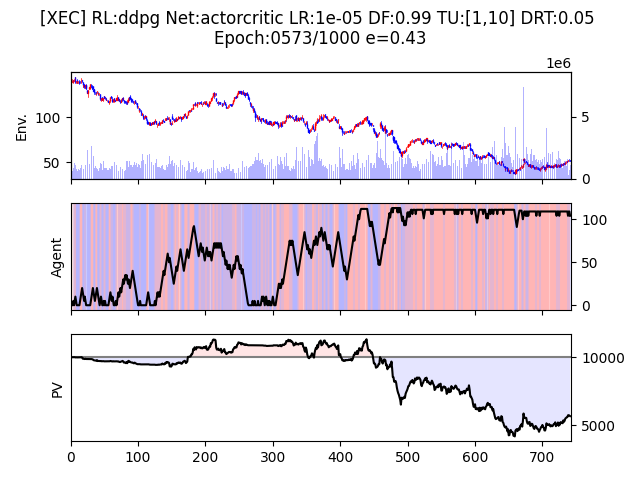 [XEC] RL:ddpg Net:actorcritic LR:1e-05 DF:0.99 TU:[1,10] DRT:0.05
Epoch:0573/1000 e=0.43
1e6
Env.
100
50
5
0
Agent
100
50
0
PV
10000
5000
0 100 200 300 400 500 600 700